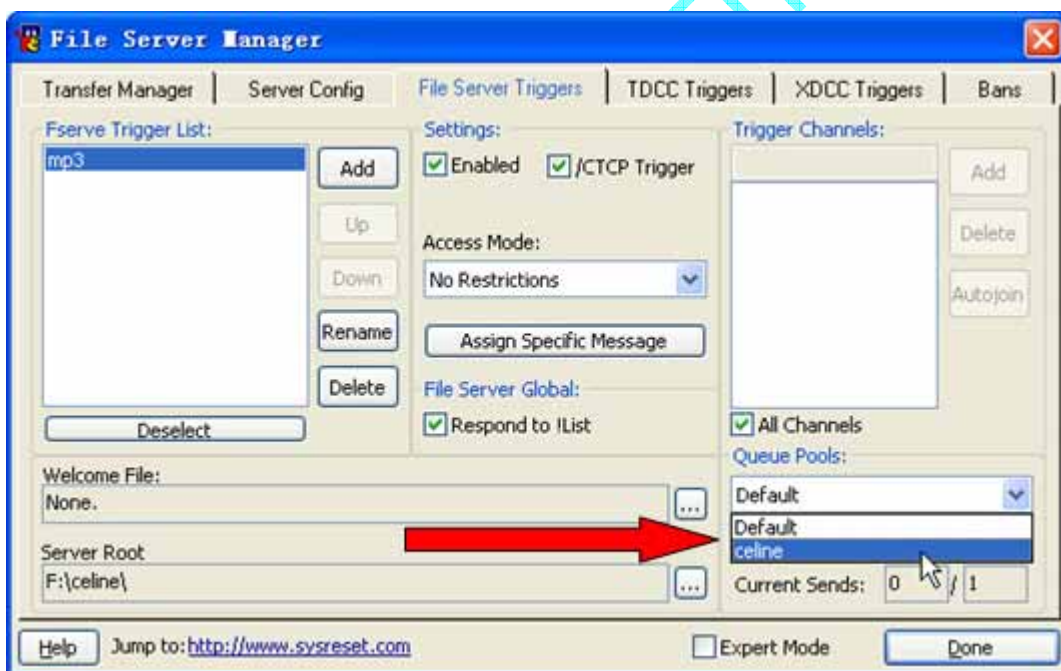 File Server Manager
Transfer Manager
Server Config
File Server Triggers
TDCC Triggers
XDCC Triggers
Bans
Fserve Trigger List:
mp3
Add
Up
Down
Rename
Delete
Deselect
Settings:
Enabled
/CTCP Trigger
Access Mode:
No Restrictions
Assign Specific Message
File Server Global:
Respond to !List
Trigger Channels:
Add
Delete
Autojoin
All Channels
Welcome File:
None.
...
Server Root
F:\celine\
...
Queue Pools:
Default
Default
celine
Current Sends: 0 / 1
Help
Jump to: http://www.sysreset.com
Expert Mode
Done